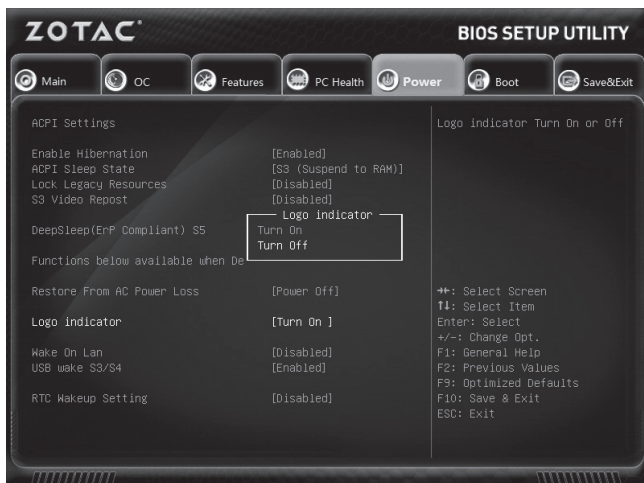 ZOTAC
BIOS SETUP UTILITY
Main OC Features PC Health Power Boot Save&Exit
ACPI Settings
Logo indicator Turn On or Off
Enable Hibernation [Enabled]
ACPI Sleep State [S3 (Suspend to RAM)]
Lock Legacy Resources [Disabled]
S3 Video Repost [Disabled]
Logo indicator
DeepSleep(ErP Compliant) S5
Turn On
Turn Off
Functions below available when De
Restore From AC Power Loss [Power Off]
Logo indicator [Turn On ]
Wake On Lan [Disabled]
USB wake S3/S4 [Enabled]
RTC Wakeup Setting [Disabled]
→←: Select Screen
↑↓: Select Item
Enter: Select
+/-: Change Opt.
F1: General Help
F2: Previous Values
F9: Optimized Defaults
F10: Save & Exit
ESC: Exit